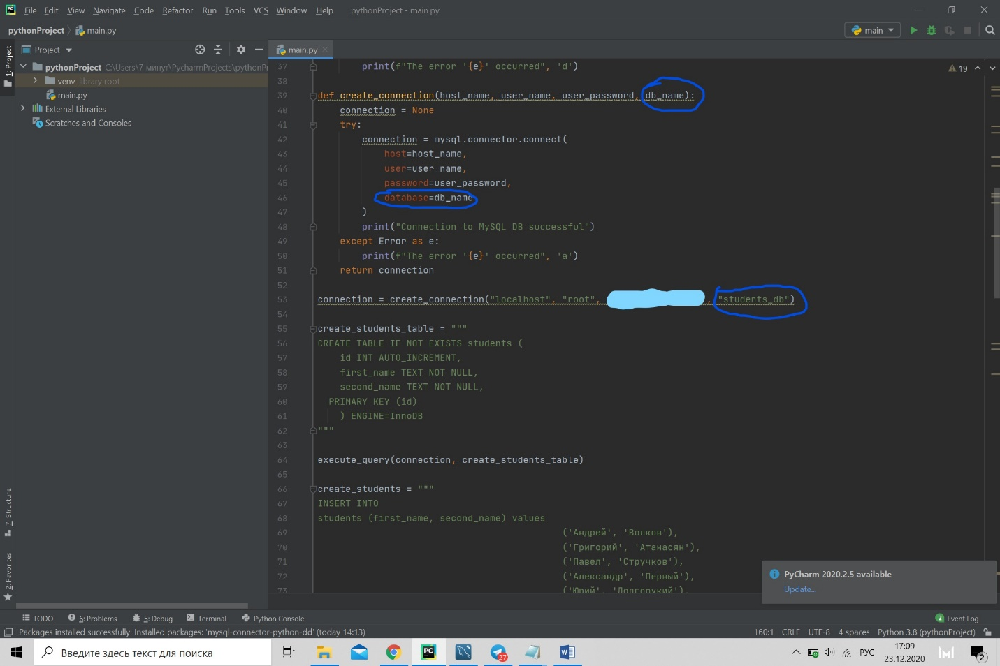 PC File Edit View Navigate Code Refactor Run Tools VCS Window Help pythonProject - main.py
pythonProject main.py main
1: Project
Project main.py
pythonProject C:\Users\7 минут\PycharmProjects\pythonP
venv library root
main.py
External Libraries
Scratches and Consoles
19
37 print(f"The error '{e}' occurred", 'd')
38
39 def create_connection(host_name, user_name, user_password, db_name):
40 connection = None
41 try:
42 connection = mysql.connector.connect(
43 host=host_name,
44 user=user_name,
45 password=user_password,
46 database=db_name
47 )
48 print("Connection to MySQL DB successful")
49 except Error as e:
50 print(f"The error '{e}' occurred", 'a')
51 return connection
52
53 connection = create_connection("localhost", "root", , "students_db")
54
55 create_students_table = """
56 CREATE TABLE IF NOT EXISTS students (
57 id INT AUTO_INCREMENT,
58 first_name TEXT NOT NULL,
59 second_name TEXT NOT NULL,
60 PRIMARY KEY (id)
61 ) ENGINE=InnoDB
62 """
63
64 execute_query(connection, create_students_table)
65
66 create_students = """
67 INSERT INTO
68 students (first_name, second_name) values
69 ('Андрей', 'Волков'),
70 ('Григорий', 'Атанасян'),
71 ('Павел', 'Стручков'),
72 ('Александр', 'Первый'),
73 ('Юрий', 'Долгорукий'),
7: Structure
2: Favorites
PyCharm 2020.2.5 available
Update...
TODO 6: Problems 5: Debug Terminal Python Console 2 Event Log
Packages installed successfully: Installed packages: 'mysql-connector-python-dd' (today 14:13) 160:1 CRLF UTF-8 4 spaces Python 3.8 (pythonProject)
Введите здесь текст для поиска PC 27 W РУС 17:09 2
23.12.2020